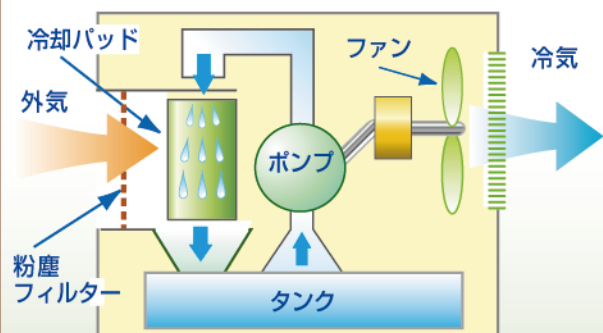 冷却パッド
ファン
冷気
外気
ポンプ
粉塵
フィルター
タンク